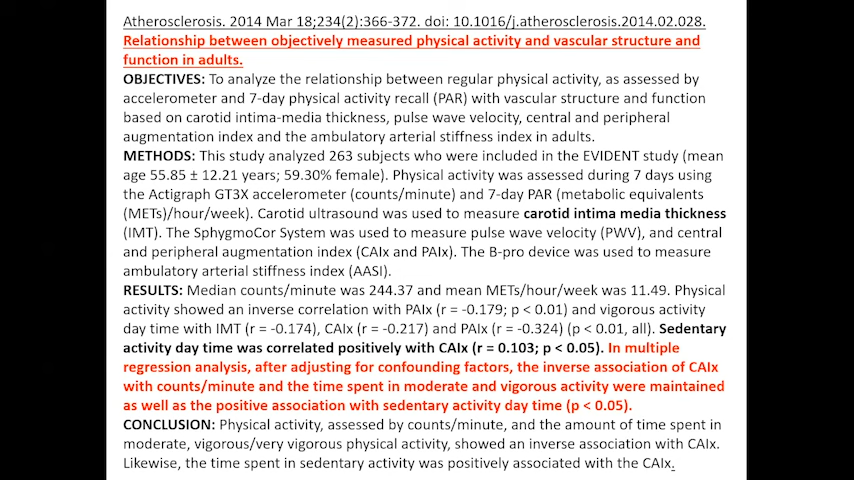 Atherosclerosis. 2014 Mar 18;234(2):366-372. doi: 10.1016/j.atherosclerosis.2014.02.028.
Relationship between objectively measured physical activity and vascular structure and
function in adults.
OBJECTIVES: To analyze the relationship between regular physical activity, as assessed by
accelerometer and 7-day physical activity recall (PAR) with vascular structure and function
based on carotid intima-media thickness, pulse wave velocity, central and peripheral
augmentation index and the ambulatory arterial stiffness index in adults.
METHODS: This study analyzed 263 subjects who were included in the EVIDENT study (mean
age 55.85 ± 12.21 years; 59.30% female). Physical activity was assessed during 7 days using
the Actigraph GT3X accelerometer (counts/minute) and 7-day PAR (metabolic equivalents
(METs)/hour/week). Carotid ultrasound was used to measure carotid intima media thickness
(IMT). The SphygmoCor System was used to measure pulse wave velocity (PWV), and central
and peripheral augmentation index (CAIx and PAIx). The B-pro device was used to measure
ambulatory arterial stiffness index (AASI).
RESULTS: Median counts/minute was 244.37 and mean METs/hour/week was 11.49. Physical
activity showed an inverse correlation with PAIx (r = -0.179; p < 0.01) and vigorous activity
day time with IMT (r = -0.174), CAIx (r = -0.217) and PAIx (r = -0.324) (p < 0.01, all). Sedentary
activity day time was correlated positively with CAIx (r = 0.103; p < 0.05). In multiple
regression analysis, after adjusting for confounding factors, the inverse association of CAIx
with counts/minute and the time spent in moderate and vigorous activity were maintained
as well as the positive association with sedentary activity day time (p < 0.05).
CONCLUSION: Physical activity, assessed by counts/minute, and the amount of time spent in
moderate, vigorous/very vigorous physical activity, showed an inverse association with CAIx.
Likewise, the time spent in sedentary activity was positively associated with the CAIx.